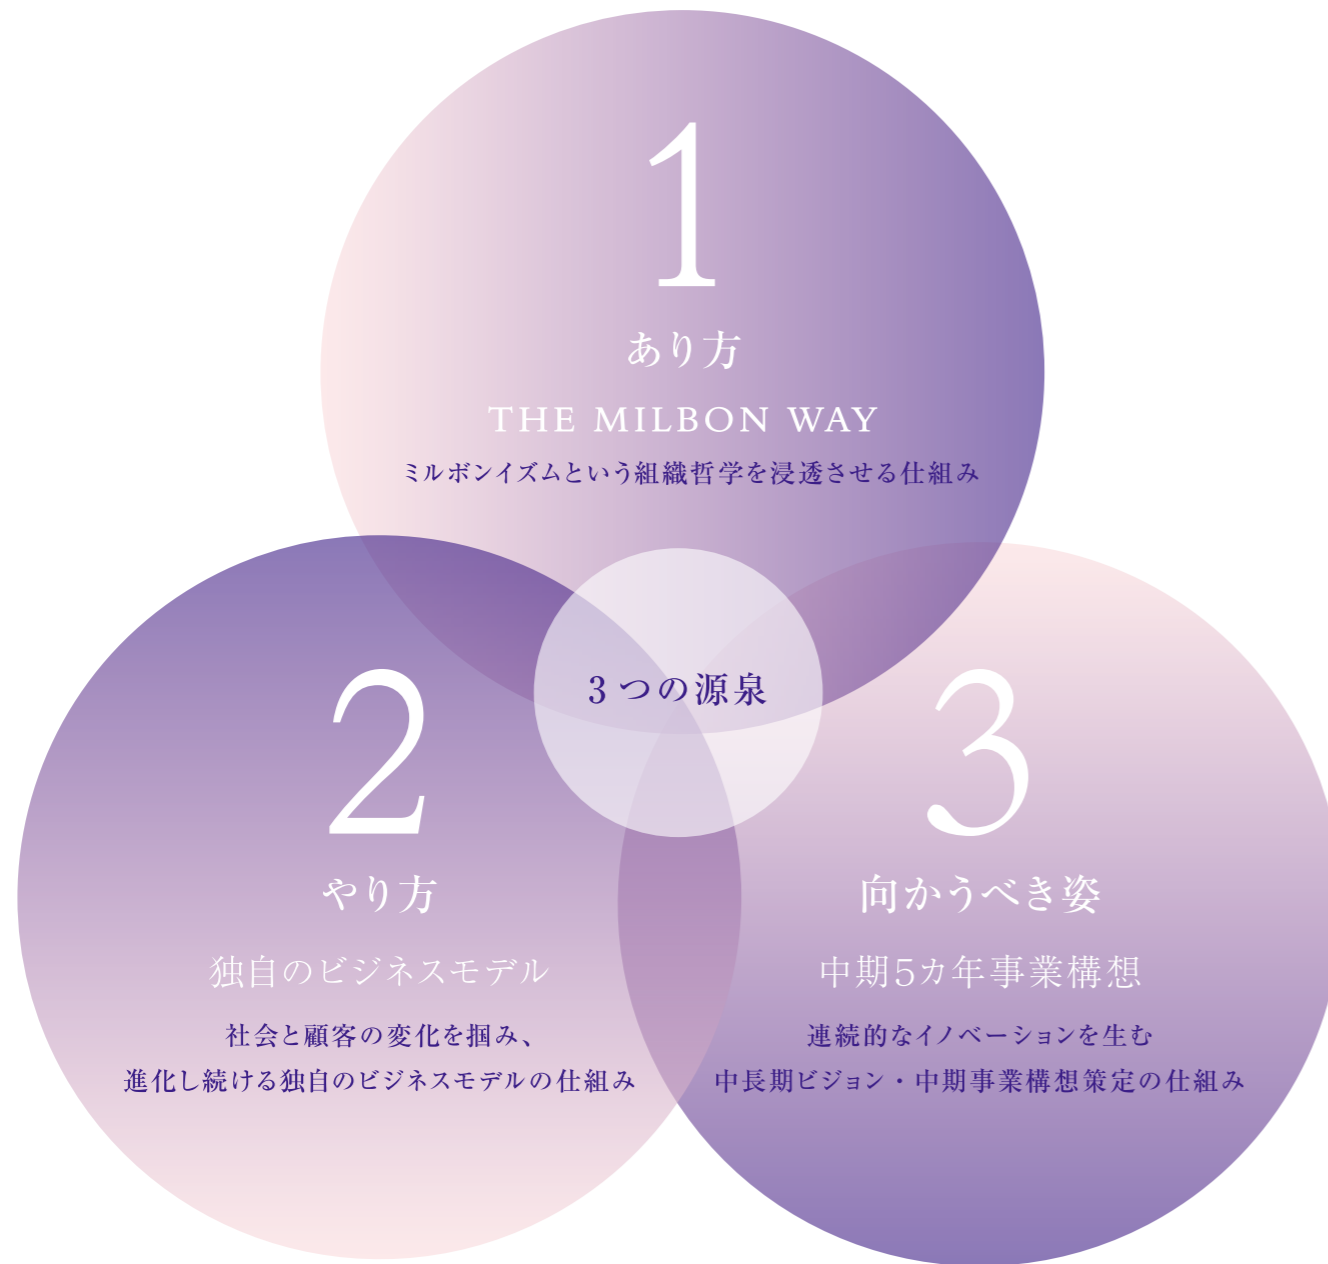 1
あり方
THE MILBON WAY
ミルボンイズムという組織哲学を浸透させる仕組み
3つの源泉
2
やり方
独自のビジネスモデル
社会と顧客の変化を掴み、
進化し続ける独自のビジネスモデルの仕組み
3
向かうべき姿
中期5カ年事業構想
連続的なイノベーションを生む
中長期ビジョン・中期事業構想策定の仕組み